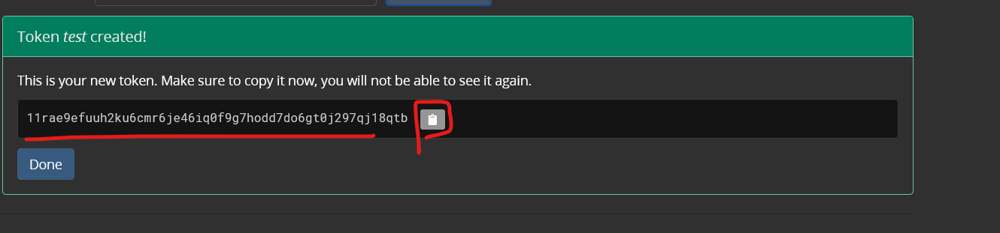 Token test created!
This is your new token. Make sure to copy it now, you will not be able to see it again.
11rae9efuuh2ku6cmr6je46iq0f9g7hodd7do6gt0j297qj18qtb
Done